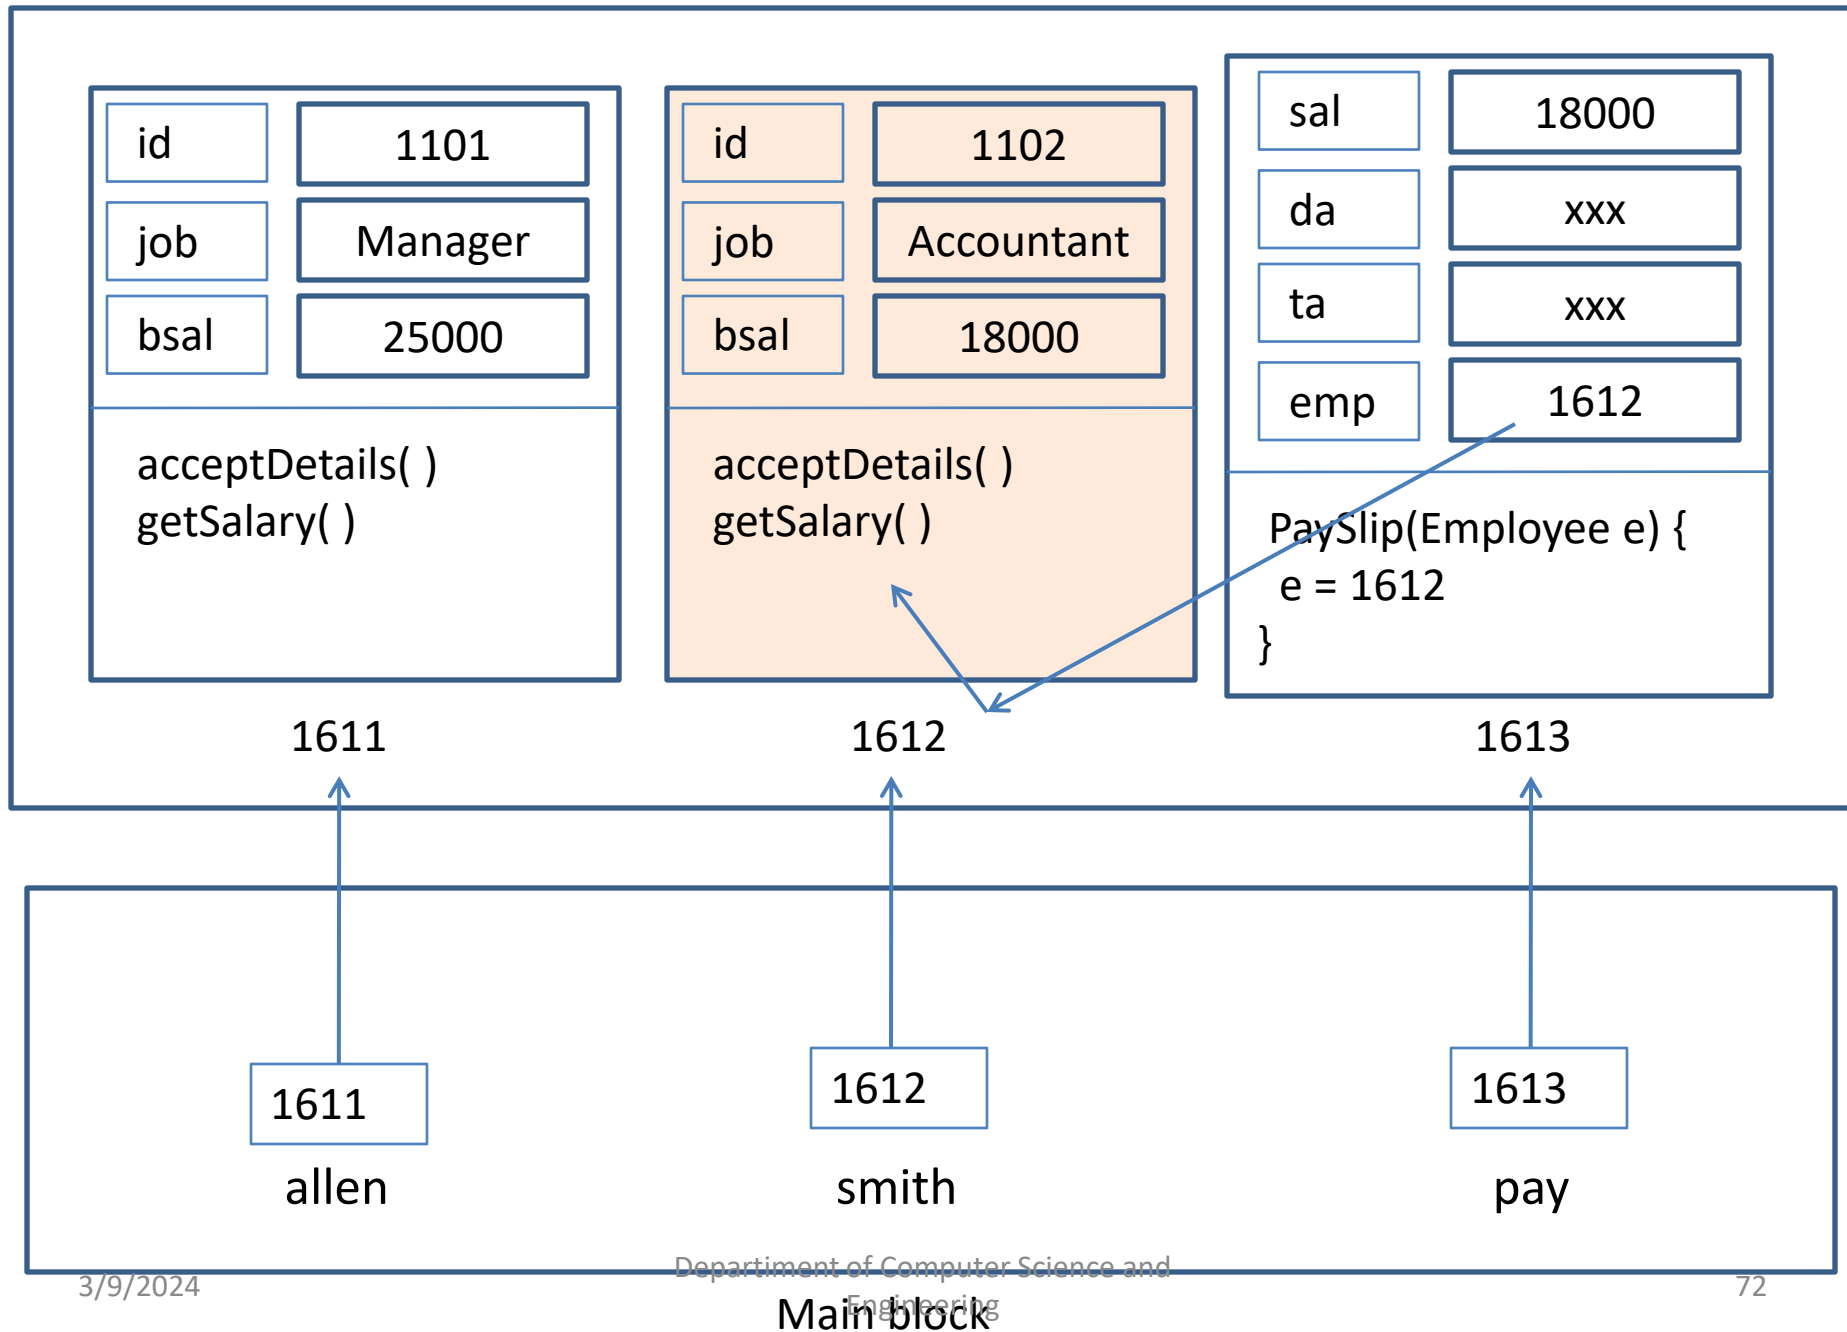 id 1101
job Manager
bsal 25000
acceptDetails( )
getSalary( )
1611
id 1102
job Accountant
bsal 18000
acceptDetails( )
getSalary( )
1612
sal 18000
da xxx
ta xxx
emp 1612
PaySlip(Employee e) {
e = 1612
}
1613
1611
allen
1612
smith
1613
pay
3/9/2024
Departiment of Computer Science and
Engineering
72
Main block